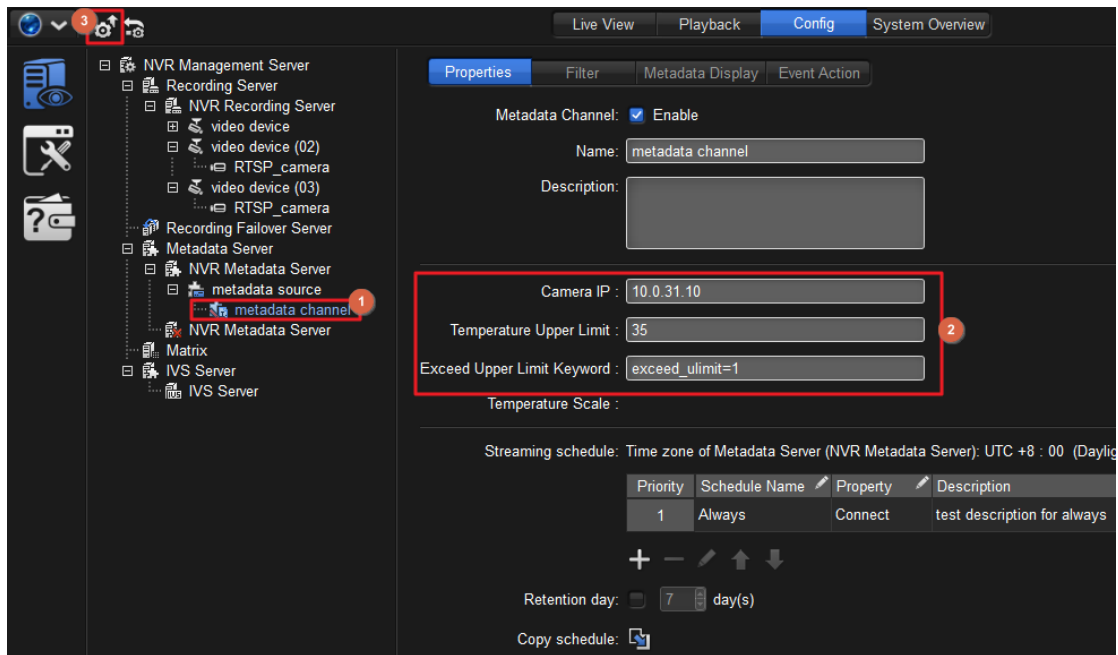 3
Live View Playback Config System Overview
NVR Management Server
Recording Server
NVR Recording Server
video device
video device (02)
RTSP_camera
video device (03)
RTSP_camera
Recording Failover Server
Metadata Server
NVR Metadata Server
metadata source
metadata channel
1
NVR Metadata Server
Matrix
IVS Server
IVS Server
Properties Filter Metadata Display Event Action
Metadata Channel: Enable
Name: metadata channel
Description:
Camera IP : 10.0.31.10
Temperature Upper Limit : 35
2
Exceed Upper Limit Keyword : exceed_ulimit=1
Temperature Scale :
Streaming schedule: Time zone of Metadata Server (NVR Metadata Server): UTC +8 : 00 (Daylig
Priority Schedule Name Property Description
1 Always Connect test description for always
Retention day: 7 day(s)
Copy schedule: